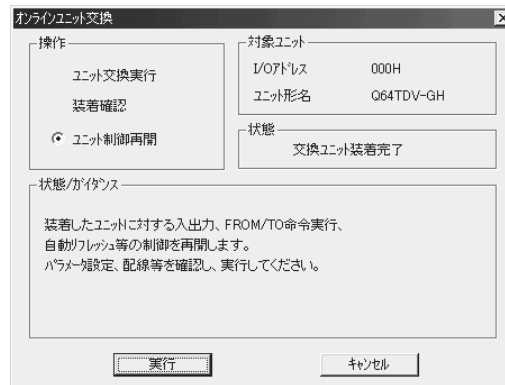 オンラインユニット交換
操作
ユニット交換実行
装着確認
ユニット制御再開
対象ユニット
I/Oアドレス 000H
ユニット形名 Q64TDV-GH
状態
交換ユニット装着完了
状態/ガイダンス
装着したユニットに対する入出力、FROM/TO命令実行、
自動リフレッシュ等の制御を再開します。
パラメータ設定、配線等を確認し、実行してください。
実行 キャンセル